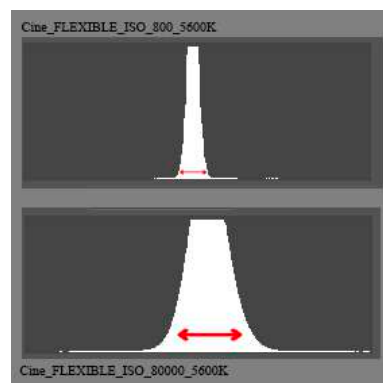 Cine_FLEXIBLE_ISO_800_5600K
Cine_FLEXIBLE_ISO_80000_5600K